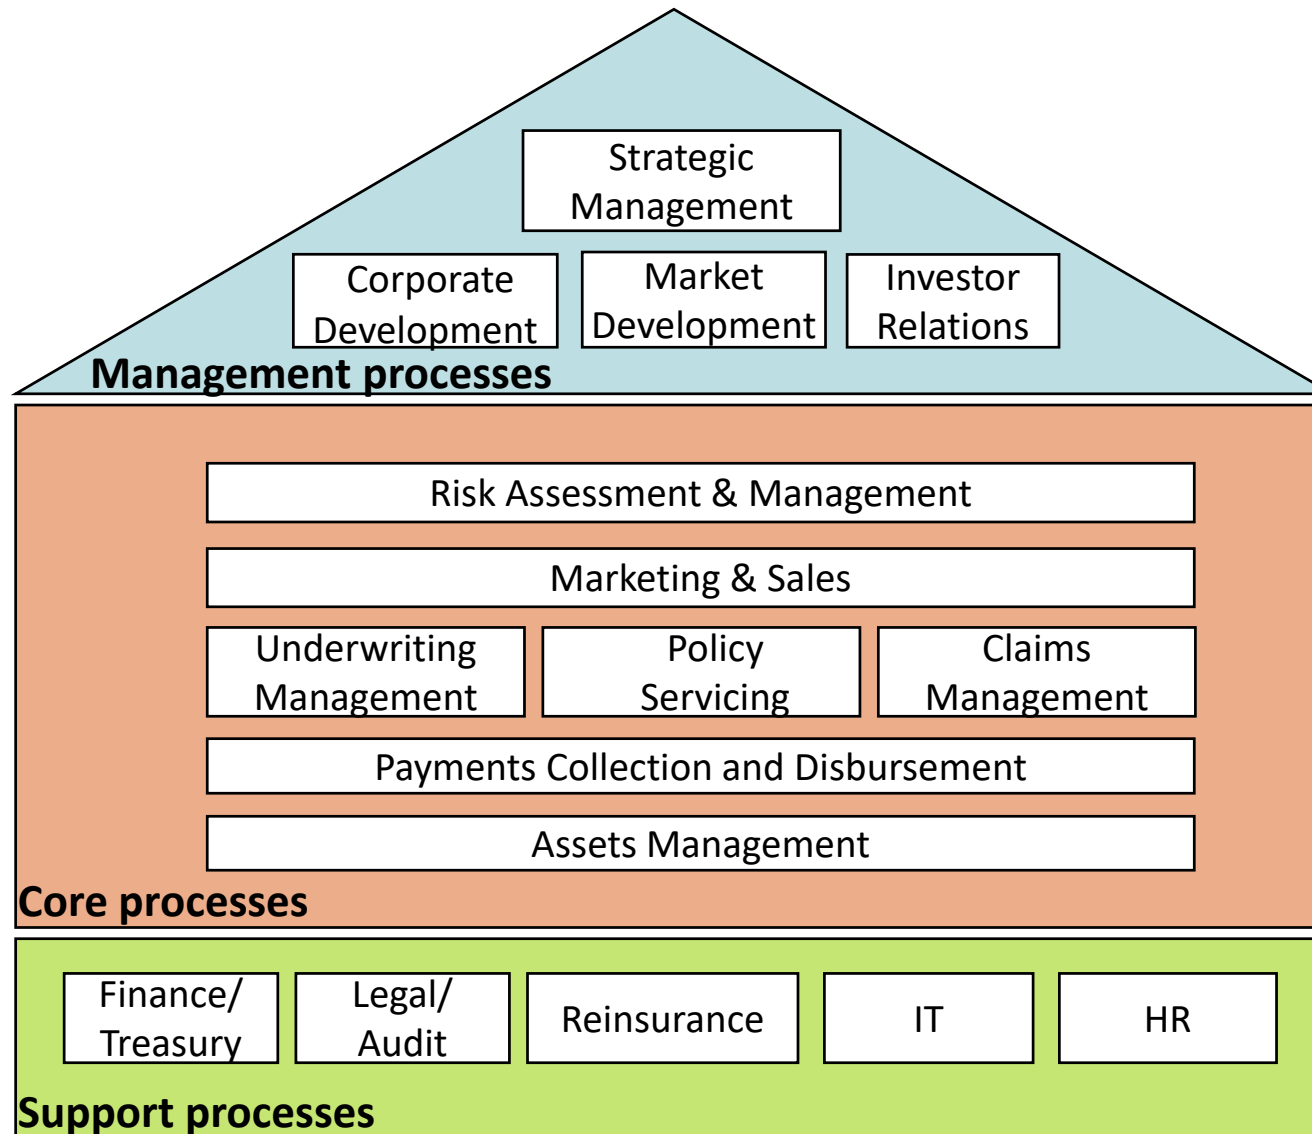 Strategic
Management
Corporate
Development
Market
Development
Investor
Relations
Management processes
Risk Assessment & Management
Marketing & Sales
Underwriting
Management
Policy
Servicing
Claims
Management
Payments Collection and Disbursement
Assets Management
Core processes
Finance/
Treasury
Legal/
Audit
Reinsurance
IT
HR
Support processes